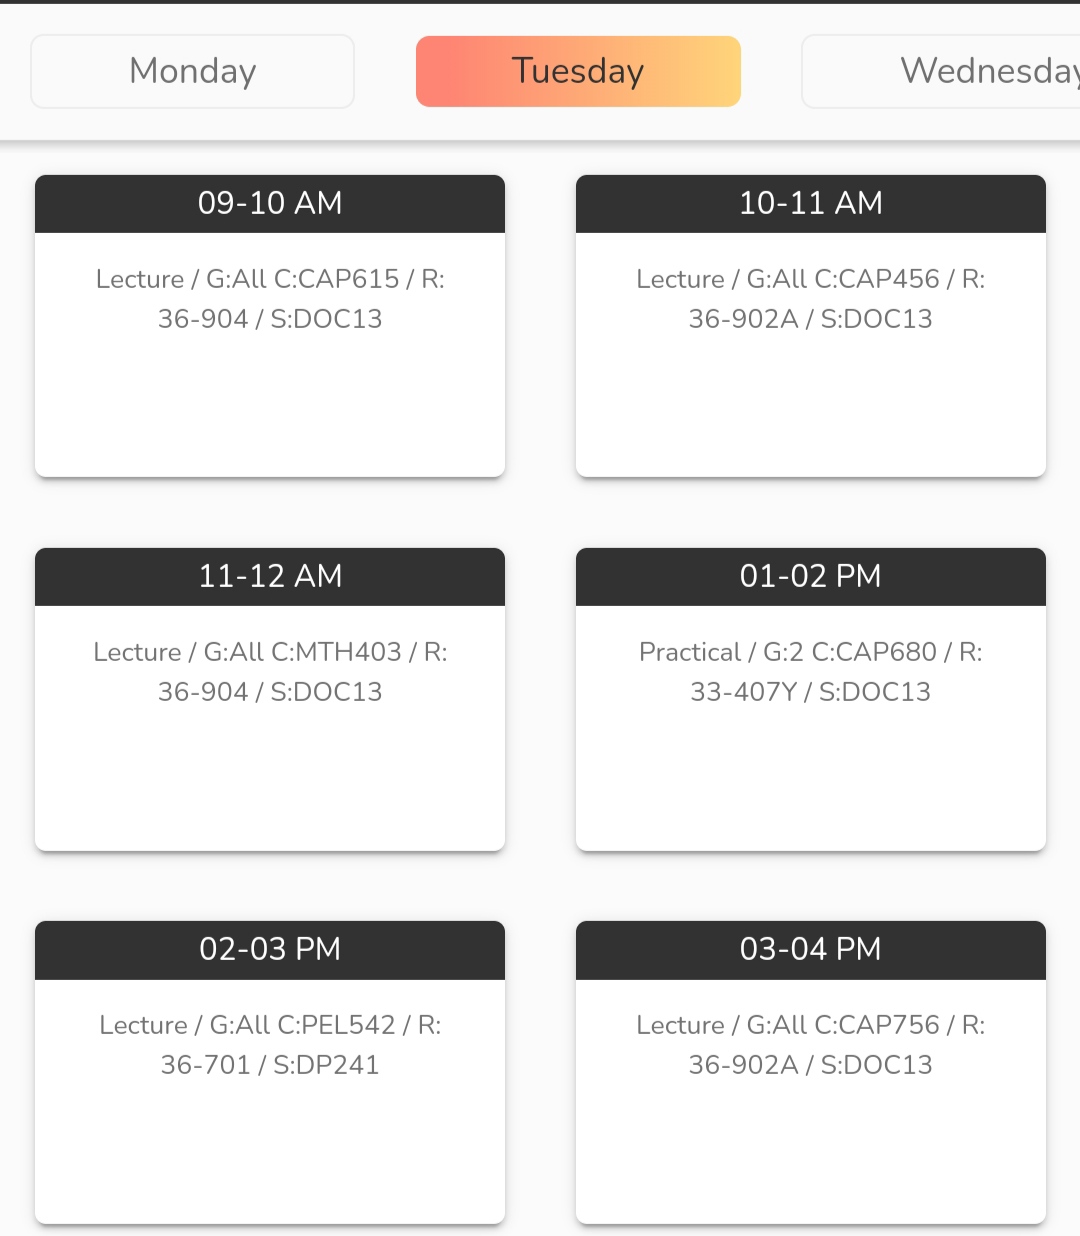 Monday
Tuesday
Wednesday
09-10 AM
Lecture / G:All C:CAP615 / R:
36-904 / S:DOC13
10-11 AM
Lecture / G:All C:CAP456 / R:
36-902A / S:DOC13
11-12 AM
Lecture / G:All C:MTH403 / R:
36-904 / S:DOC13
01-02 PM
Practical / G:2 C:CAP680 / R:
33-407Y / S:DOC13
02-03 PM
Lecture / G:All C:PEL542 / R:
36-701 / S:DP241
03-04 PM
Lecture / G:All C:CAP756 / R:
36-902A / S:DOC13